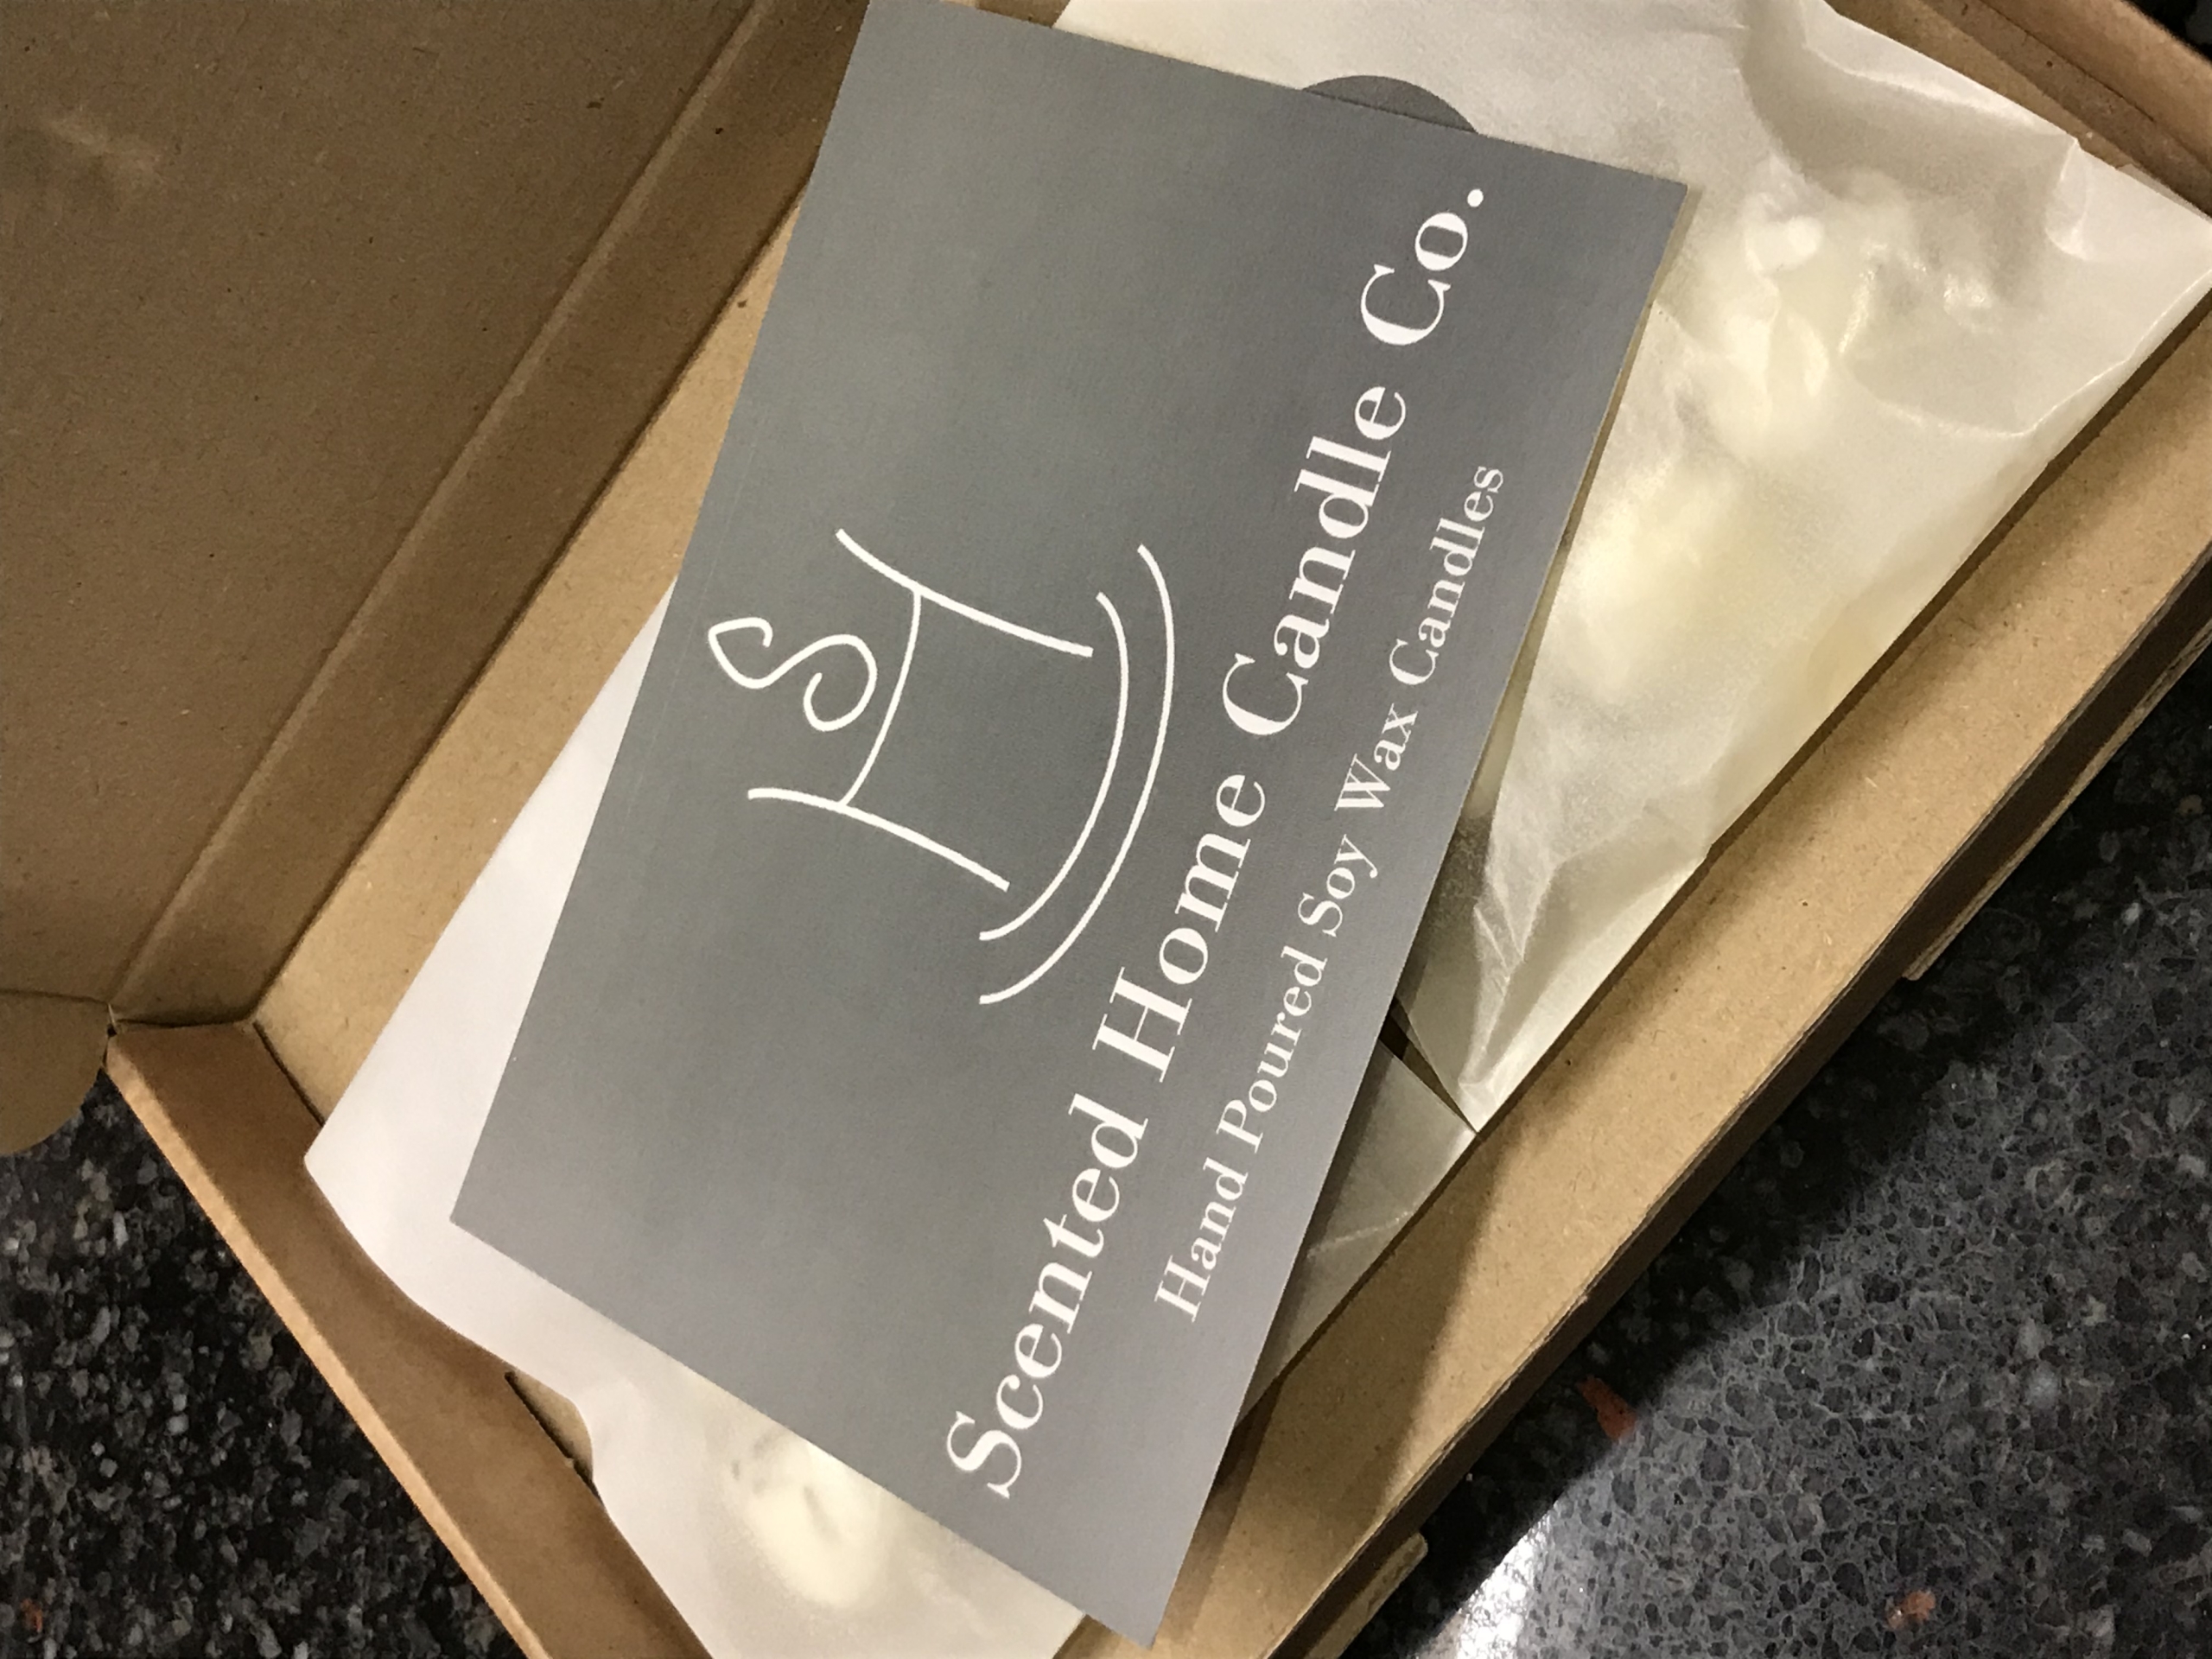 Scented Home Candle Co.
Hand Poured Soy Wax Candles